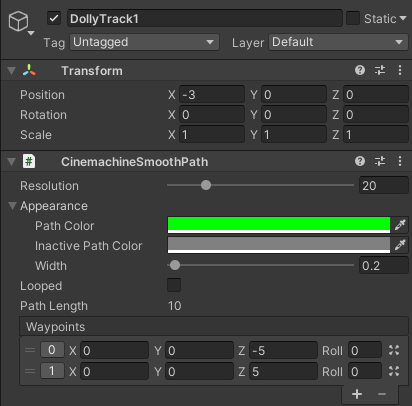 DollyTrack1 Static
Tag Untagged Layer Default
Transform
Position X -3 Y 0 Z 0
Rotation X 0 Y 0 Z 0
Scale X 1 Y 1 Z 1
# CinemachineSmoothPath
Resolution 20
Appearance
Path Color
Inactive Path Color
Width 0.2
Looped
Path Length 10
Waypoints
0 X 0 Y 0 Z -5 Roll 0
1 X 0 Y 0 Z 5 Roll 0